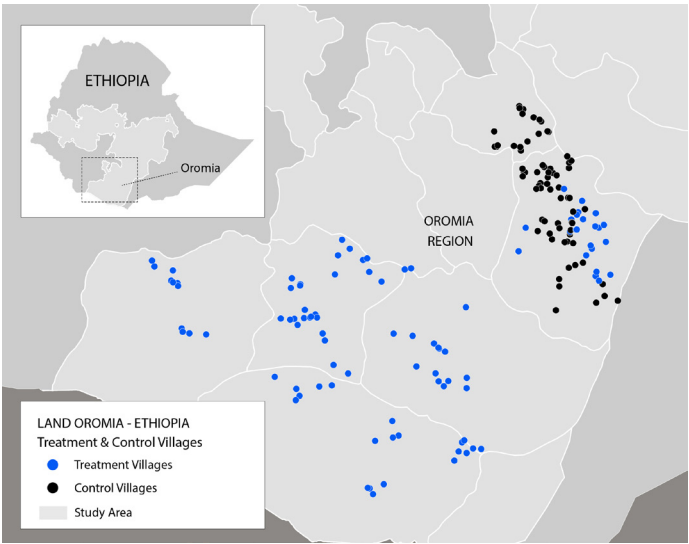 ETHIOPIA
Oromia
OROMIA
REGION
LAND OROMIA - ETHIOPIA
Treatment & Control Villages
Treatment Villages
Control Villages
Study Area